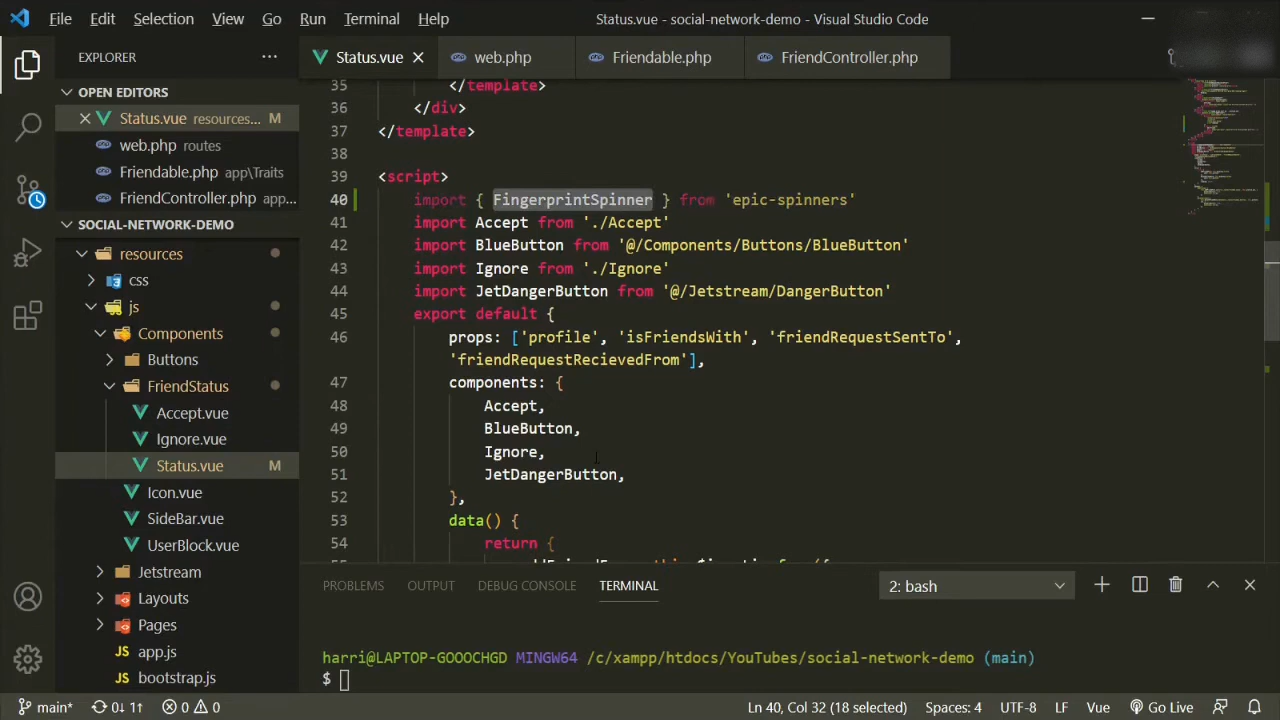 File Edit Selection View Go Run Terminal Help
Status.vue - social-network-demo - Visual Studio Code
EXPLORER
OPEN EDITORS
Status.vue resources... M
web.php routes
Friendable.php app\Traits
FriendController.php app...
SOCIAL-NETWORK-DEMO
resources
css
js
Components
Buttons
FriendStatus
Accept.vue
Ignore.vue
Status.vue M
Icon.vue
SideBar.vue
UserBlock.vue
Jetstream
Layouts
Pages
JS app.js
JS bootstrap.js
Status.vue web.php Friendable.php FriendController.php
35 </template>
36 </div>
37 </template>
38
39 <script>
40 import { FingerprintSpinner } from 'epic-spinners'
41 import Accept from './Accept'
42 import BlueButton from '@/Components/Buttons/BlueButton'
43 import Ignore from './Ignore'
44 import JetDangerButton from '@/Jetstream/DangerButton'
45 export default {
46 props: ['profile', 'isFriendsWith', 'friendRequestSentTo',
'friendRequestRecievedFrom'],
47 components: {
48 Accept,
49 BlueButton,
50 Ignore,
51 JetDangerButton,
52 },
53 data() {
54 return {
PROBLEMS OUTPUT DEBUG CONSOLE TERMINAL 2: bash
harri@LAPTOP-GOOOCHGD MINGW64 /c/xampp/htdocs/YouTubes/social-network-demo (main)
$
main* 0↓ 1↑ 0 0 Ln 40, Col 32 (18 selected) Spaces: 4 UTF-8 LF Vue Go Live